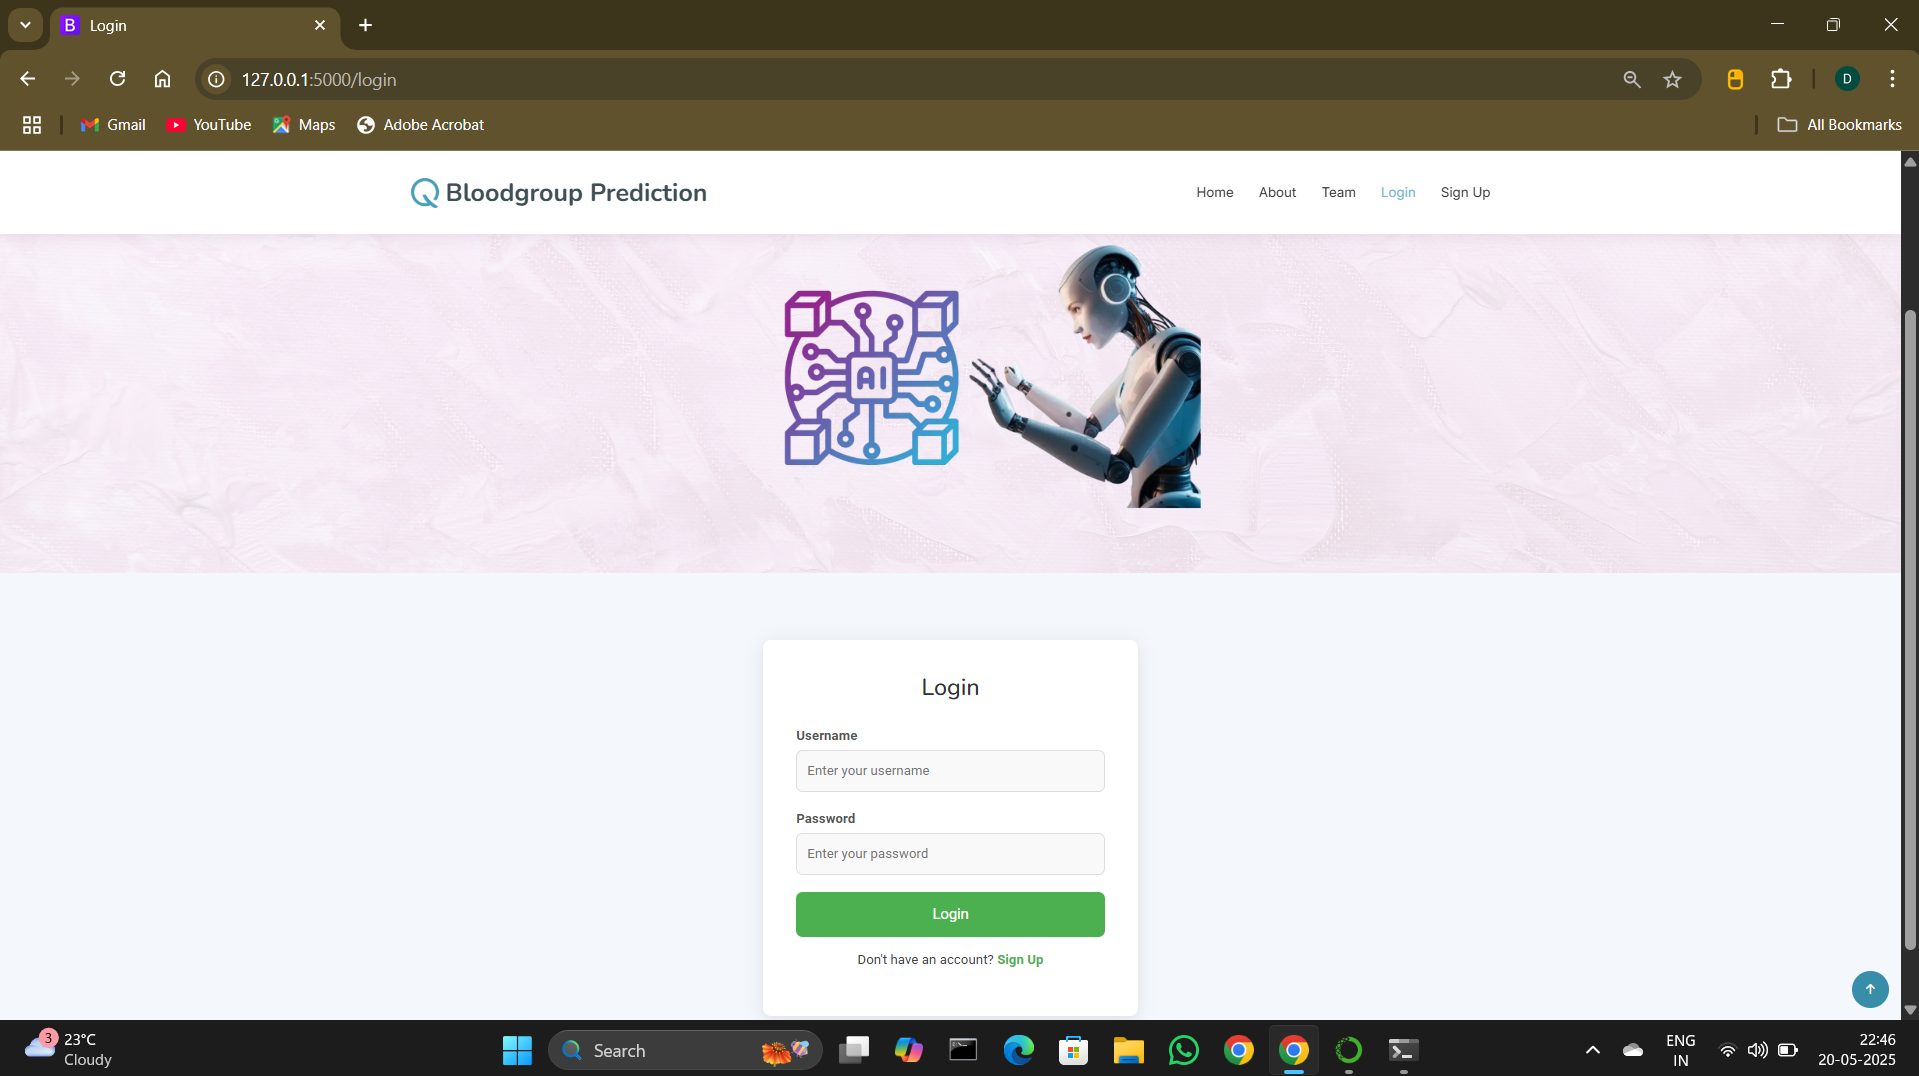 B Login
127.0.0.1:5000/login
D
Gmail YouTube Maps Adobe Acrobat All Bookmarks
Bloodgroup Prediction Home About Team Login Sign Up
AI
Login
Username
Enter your username
Password
Enter your password
Login
Don't have an account? Sign Up
3 23°C
Cloudy
Search
ENG
IN
22:46
20-05-2025